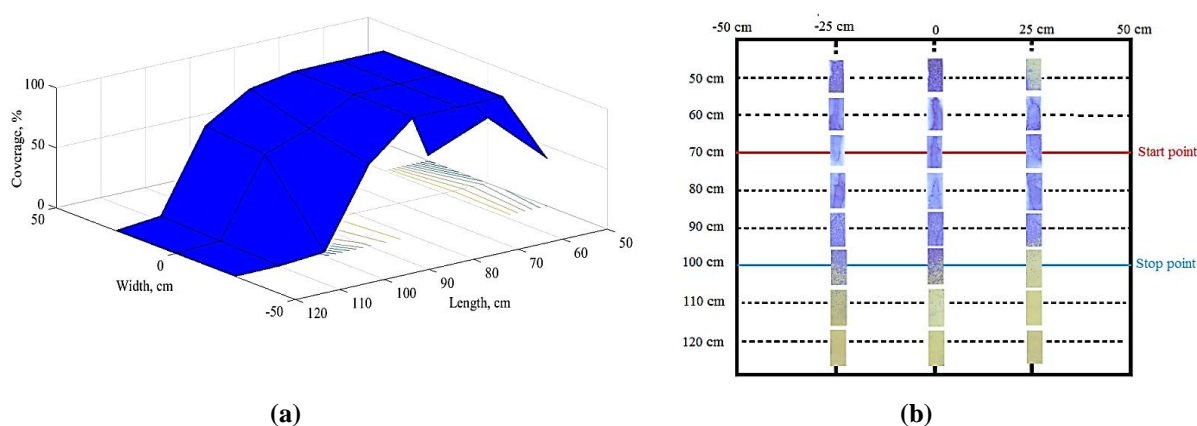 100
50
0
Coverage, %
50
0
-50
Width, cm
120
110
100
90
80
70
60
50
Length, cm
(a)
-50 cm
-25 cm
0
25 cm
50 cm
50 cm
60 cm
70 cm
Start point
80 cm
90 cm
100 cm
Stop point
110 cm
120 cm
(b)